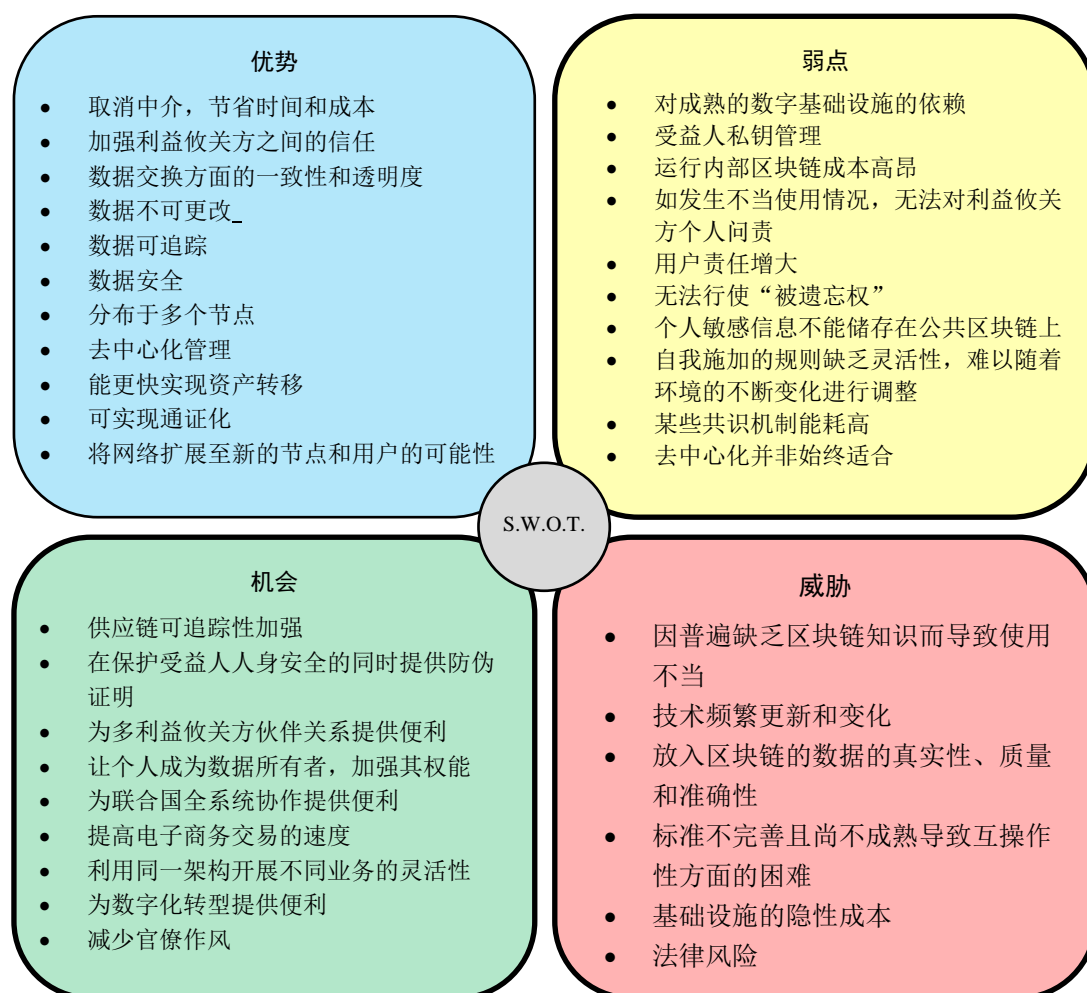 优势
• 取消中介，节省时间和成本
• 加强利益攸关方之间的信任
• 数据交换方面的一致性和透明度
• 数据不可更改_
• 数据可追踪
• 数据安全
• 分布于多个节点
• 去中心化管理
• 能更快实现资产转移
• 可实现通证化
• 将网络扩展至新的节点和用户的可能性
弱点
• 对成熟的数字基础设施的依赖
• 受益人私钥管理
• 运行内部区块链成本高昂
• 如发生不当使用情况，无法对利益攸关
方个人问责
• 用户责任增大
• 无法行使“被遗忘权”
• 个人敏感信息不能储存在公共区块链上
• 自我施加的规则缺乏灵活性，难以随着
环境的不断变化进行调整
• 某些共识机制能耗高
• 去中心化并非始终适合
S.W.O.T.
机会
• 供应链可追踪性加强
• 在保护受益人人身安全的同时提供防伪
证明
• 为多利益攸关方伙伴关系提供便利
• 让个人成为数据所有者，加强其权能
• 为联合国全系统协作提供便利
• 提高电子商务交易的速度
• 利用同一架构开展不同业务的灵活性
• 为数字化转型提供便利
• 减少官僚作风
威胁
• 因普遍缺乏区块链知识而导致使用
不当
• 技术频繁更新和变化
• 放入区块链的数据的真实性、质量
和准确性
• 标准不完善且尚不成熟导致互操作
性方面的困难
• 基础设施的隐性成本
• 法律风险